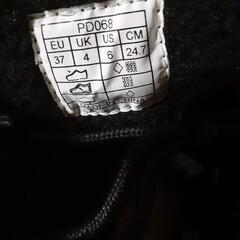 PD068
EU UK US CM
37 4 6 24.7
MADE IN CHINA